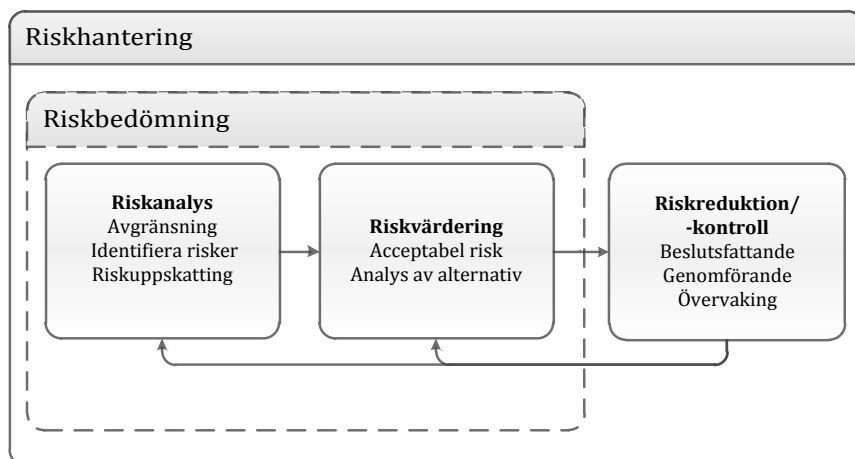 Riskhantering
Riskbedömning
Riskanalys
Avgränsning
Identifiera risker
Riskuppskatting
Riskvärdering
Acceptabel risk
Analys av alternativ
Riskreduktion/
-kontroll
Beslutsfattande
Genomförande
Övervaking